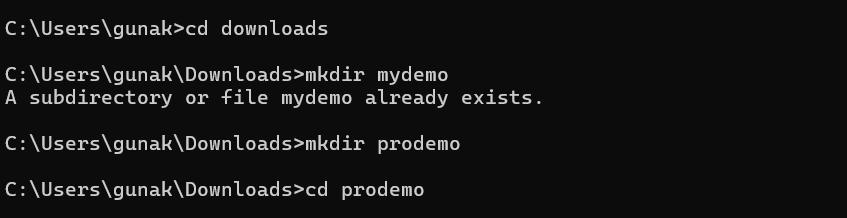 C:\Users\gunak>cd downloads
C:\Users\gunak\Downloads>mkdir mydemo
A subdirectory or file mydemo already exists.
C:\Users\gunak\Downloads>mkdir prodemo
C:\Users\gunak\Downloads>cd prodemo